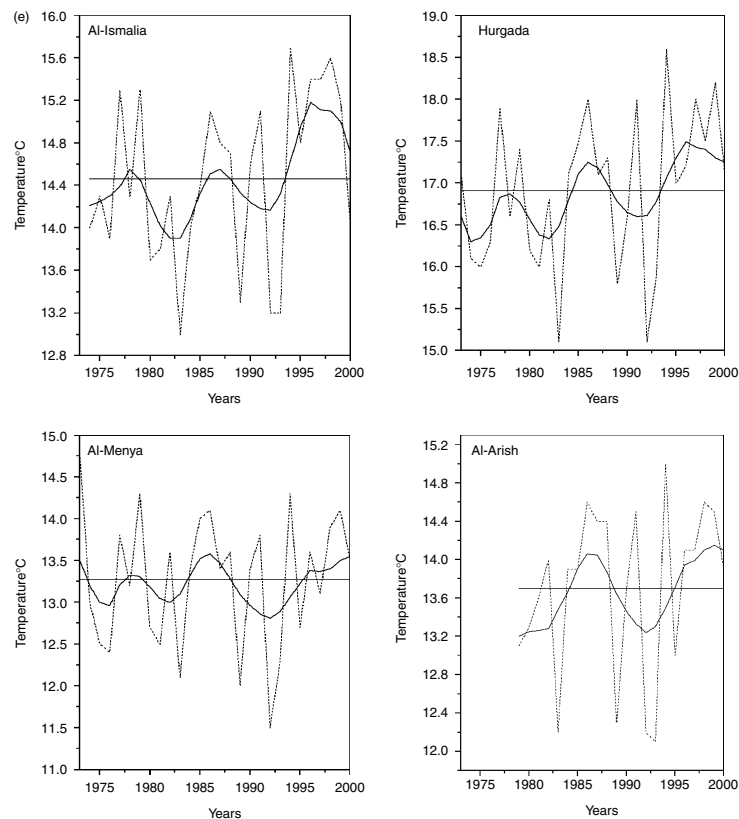 (e)
Al-Ismalia
16.0
15.6
15.2
14.8
14.4
14.0
13.6
13.2
12.8
Temperature°C
1975 1980 1985 1990 1995 2000
Years
Hurgada
19.0
18.5
18.0
17.5
17.0
16.5
16.0
15.5
15.0
Temperature°C
1975 1980 1985 1990 1995 2000
Years
Al-Menya
15.0
14.5
14.0
13.5
13.0
12.5
12.0
11.5
11.0
Temperature°C
1975 1980 1985 1990 1995 2000
Years
Al-Arish
15.2
14.8
14.4
14.0
13.6
13.2
12.8
12.4
12.0
Temperature°C
1975 1980 1985 1990 1995 2000
Years